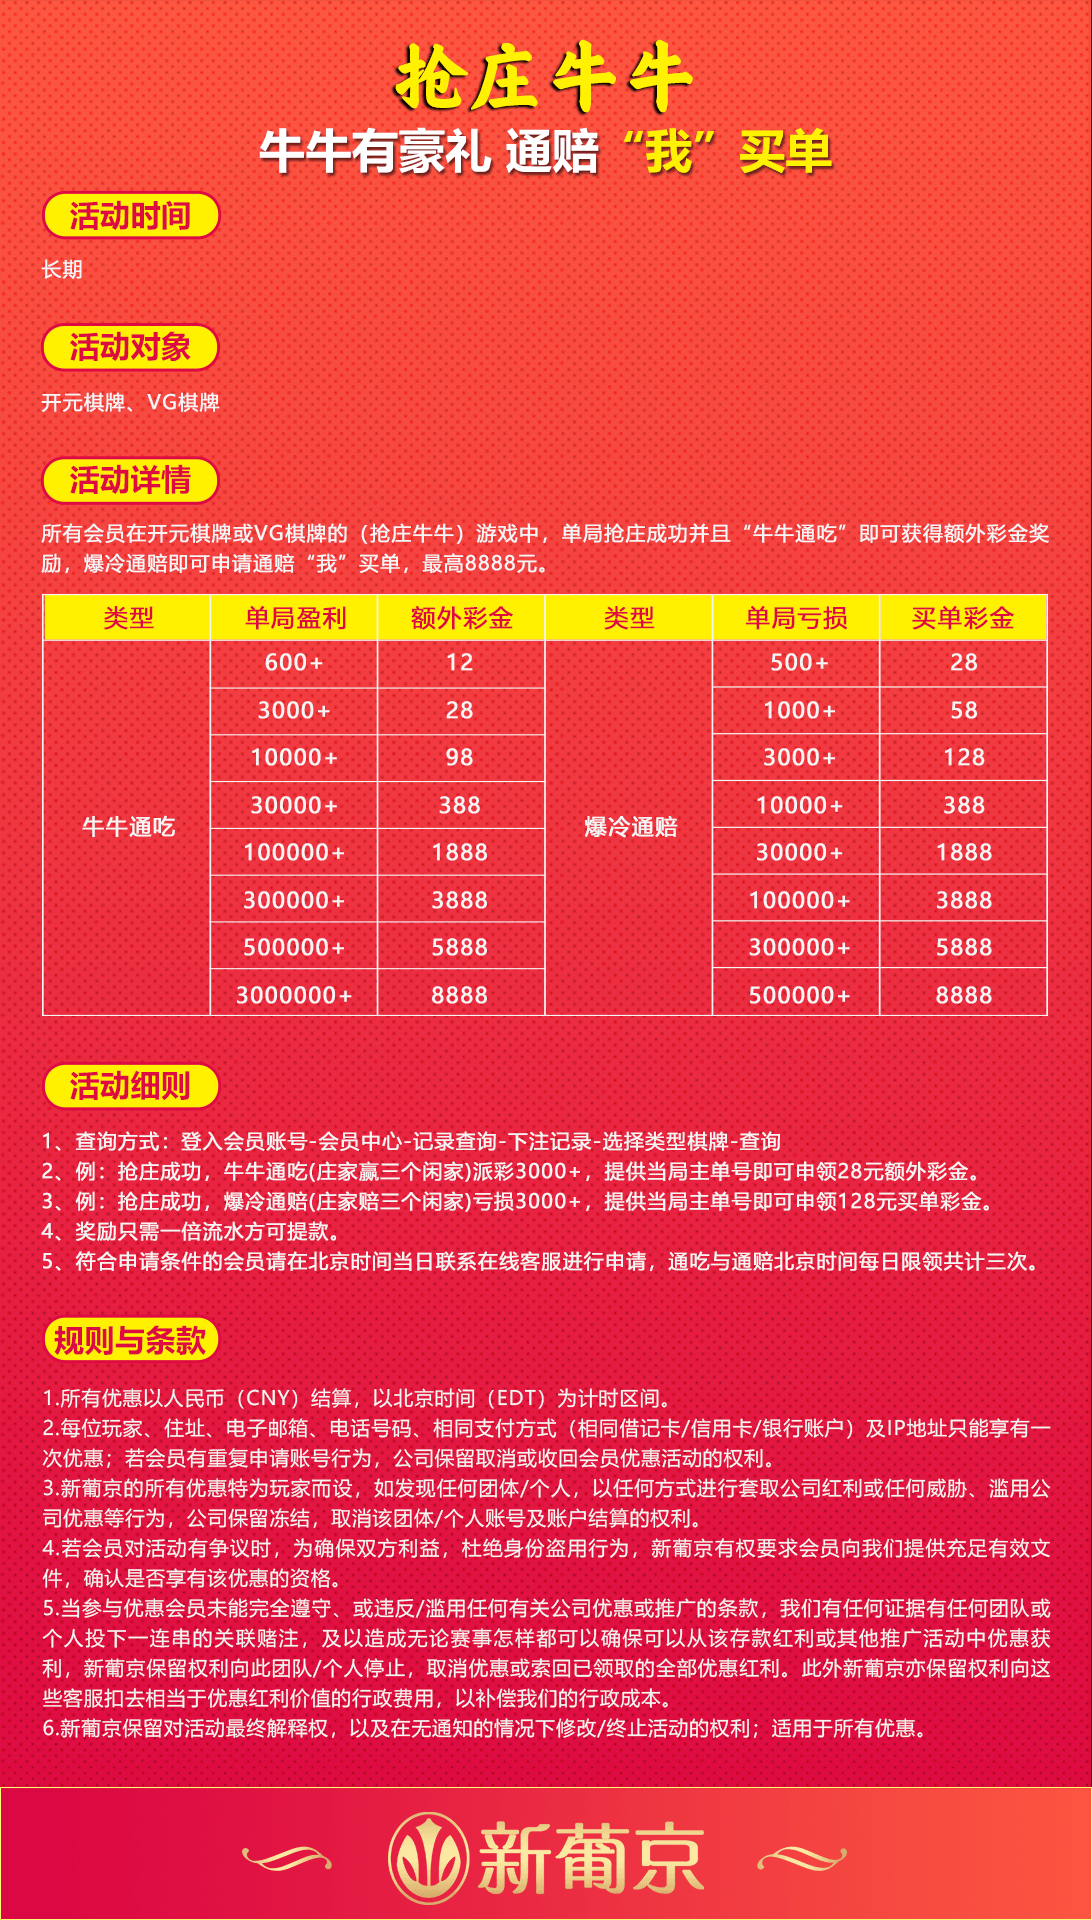 抢庄牛牛
牛牛有豪礼 通赔“我”买单
活动时间
长期
活动对象
开元棋牌、VG棋牌
活动详情
所有会员在开元棋牌或VG棋牌的（抢庄牛牛）游戏中，单局抢庄成功并且“牛牛通吃”即可获得额外彩金奖
励，爆冷通赔即可申请通赔“我”买单，最高8888元。
类型 单局盈利 额外彩金 类型 单局亏损 买单彩金
600+ 12 500+ 28
3000+ 28 1000+ 58
10000+ 98 3000+ 128
30000+ 388 10000+ 388
牛牛通吃 爆冷通赔
100000+ 1888 30000+ 1888
300000+ 3888 100000+ 3888
500000+ 5888 300000+ 5888
3000000+ 8888 500000+ 8888
活动细则
1、查询方式：登入会员账号-会员中心-记录查询-下注记录-选择类型棋牌-查询
2、例：抢庄成功，牛牛通吃(庄家赢三个闲家)派彩3000+，提供当局主单号即可申领28元额外彩金。
3、例：抢庄成功，爆冷通赔(庄家赔三个闲家)亏损3000+，提供当局主单号即可申领128元买单彩金。
4、奖励只需一倍流水方可提款。
5、符合申请条件的会员请在北京时间当日联系在线客服进行申请，通吃与通赔北京时间每日限领共计三次。
规则与条款
1.所有优惠以人民币（CNY）结算，以北京时间（EDT）为计时区间。
2.每位玩家、住址、电子邮箱、电话号码、相同支付方式（相同借记卡/信用卡/银行账户）及IP地址只能享有一
次优惠；若会员有重复申请账号行为，公司保留取消或收回会员优惠活动的权利。
3.新葡京的所有优惠特为玩家而设，如发现任何团体/个人，以任何方式进行套取公司红利或任何威胁、滥用公
司优惠等行为，公司保留冻结，取消该团体/个人账号及账户结算的权利。
4.若会员对活动有争议时，为确保双方利益，杜绝身份盗用行为，新葡京有权要求会员向我们提供充足有效文
件，确认是否享有该优惠的资格。
5.当参与优惠会员未能完全遵守、或违反/滥用任何有关公司优惠或推广的条款，我们有任何证据有任何团队或
个人投下一连串的关联赌注，及以造成无论赛事怎样都可以确保可以从该存款红利或其他推广活动中优惠获
利，新葡京保留权利向此团队/个人停止，取消优惠或索回已领取的全部优惠红利。此外新葡京亦保留权利向这
些客服扣去相当于优惠红利价值的行政费用，以补偿我们的行政成本。
6.新葡京保留对活动最终解释权，以及在无通知的情况下修改/终止活动的权利；适用于所有优惠。
新葡京